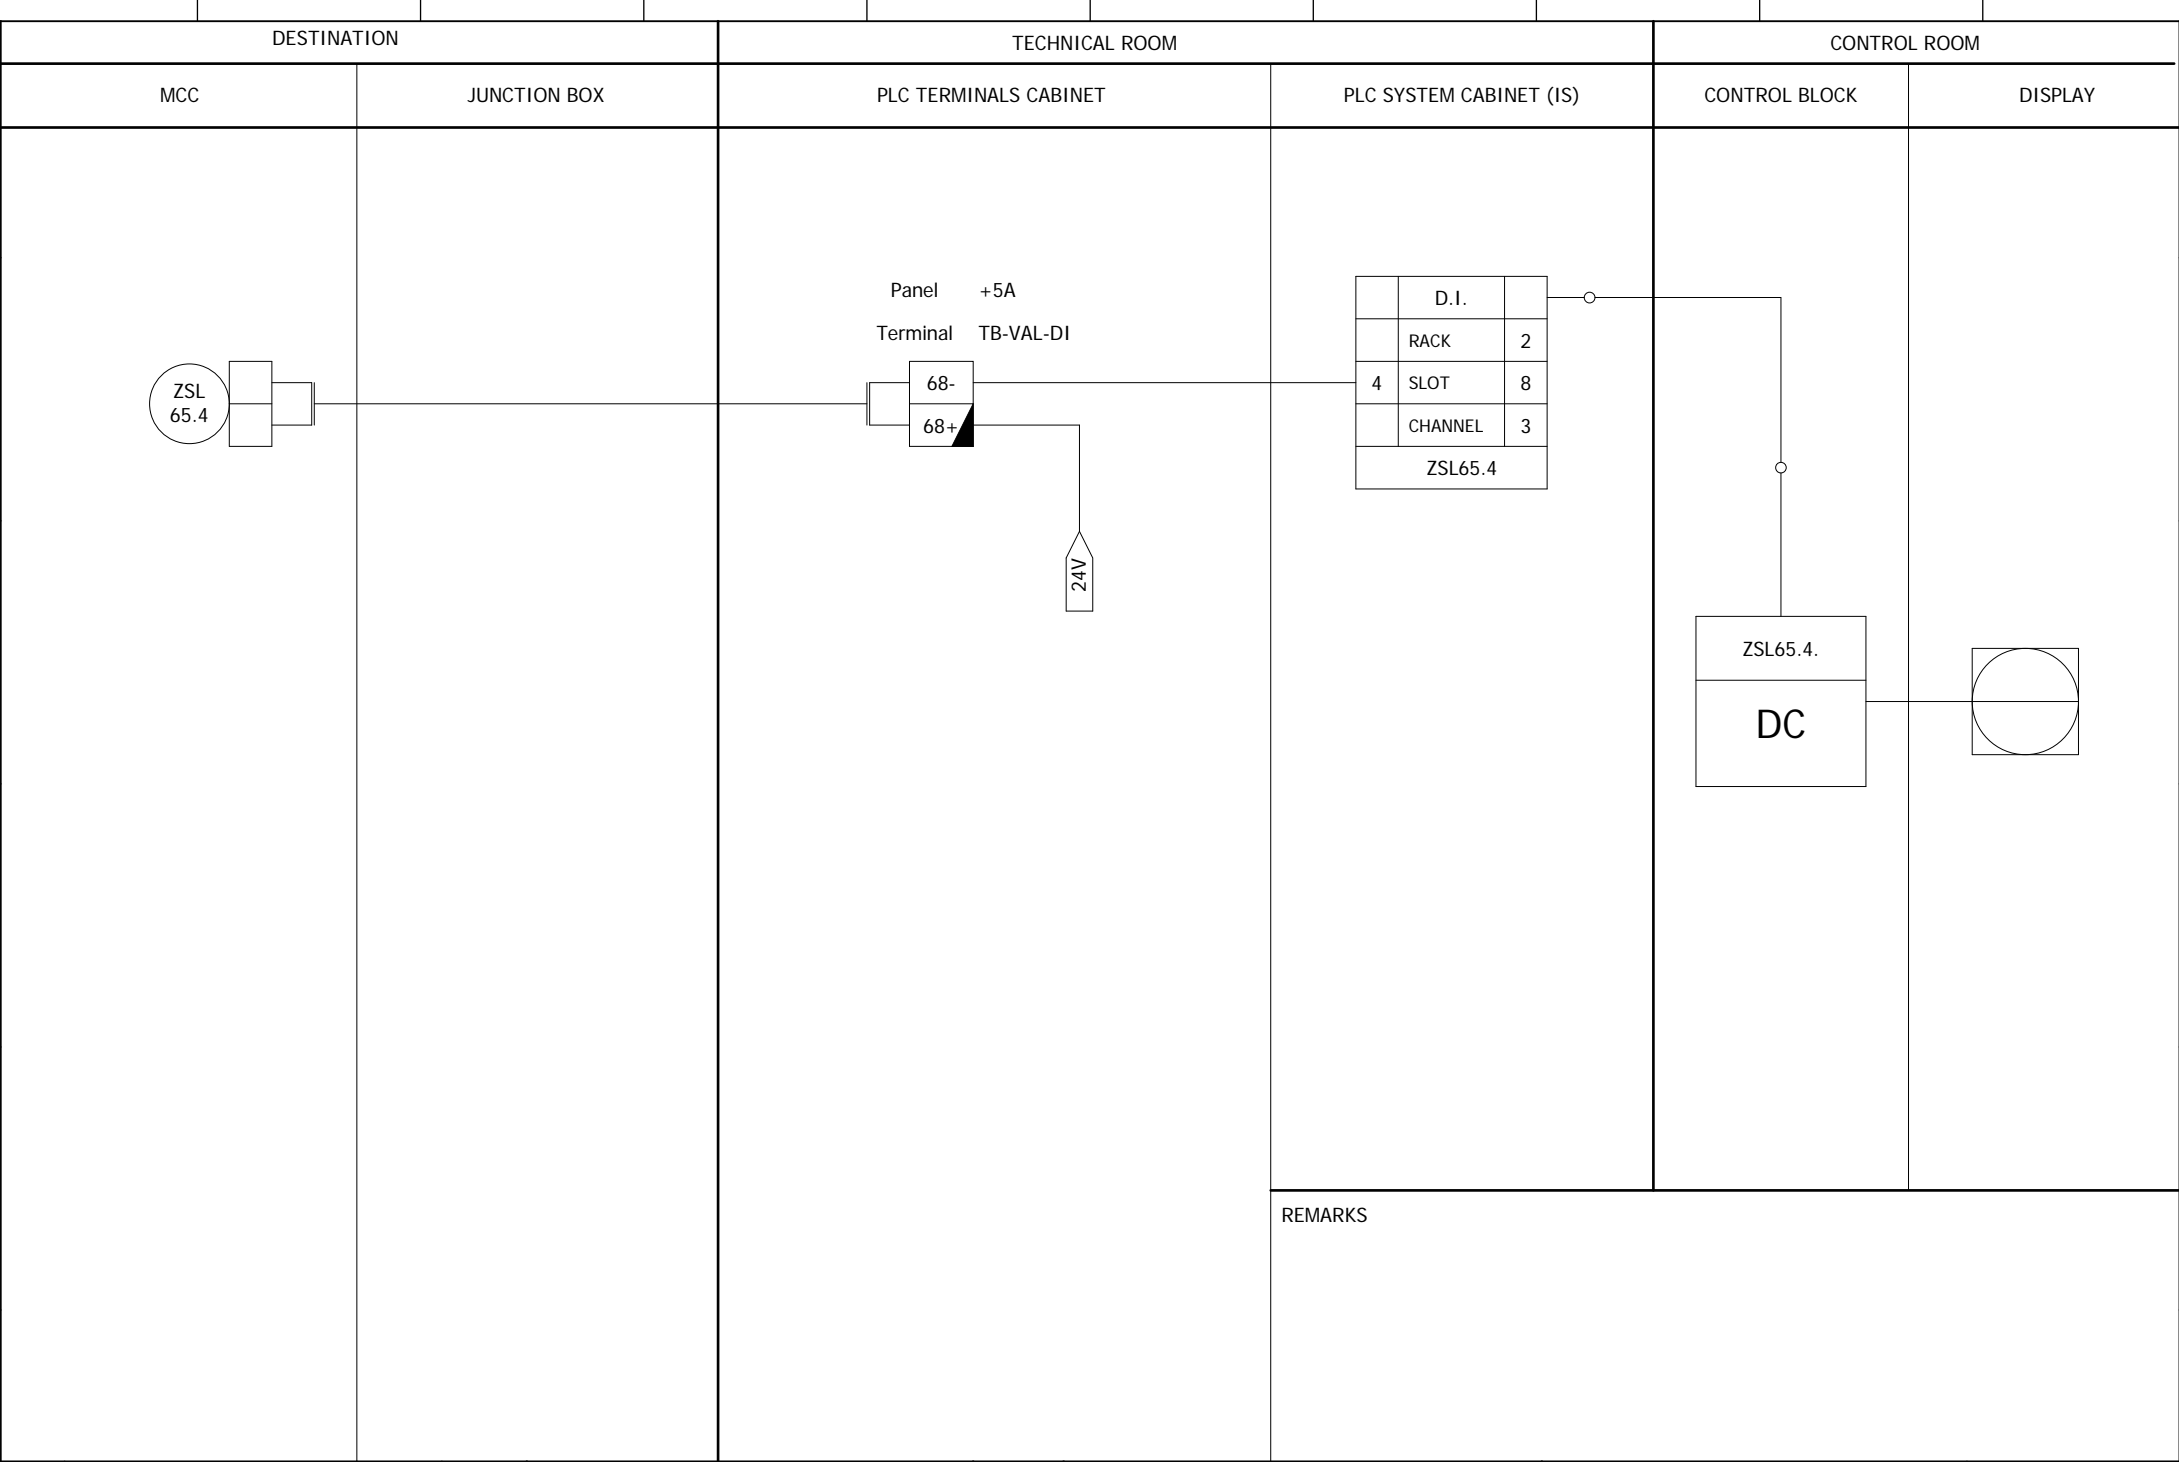 DESTINATION
TECHNICAL ROOM
CONTROL ROOM
MCC
JUNCTION BOX
PLC TERMINALS CABINET
PLC SYSTEM CABINET (IS)
CONTROL BLOCK
DISPLAY
Panel +5A
Terminal TB-VAL-DI
ZSL
65.4
68-
68+
24V
D.I.
RACK 2
4 SLOT 8
CHANNEL 3
ZSL65.4
ZSL65.4.
DC
REMARKS